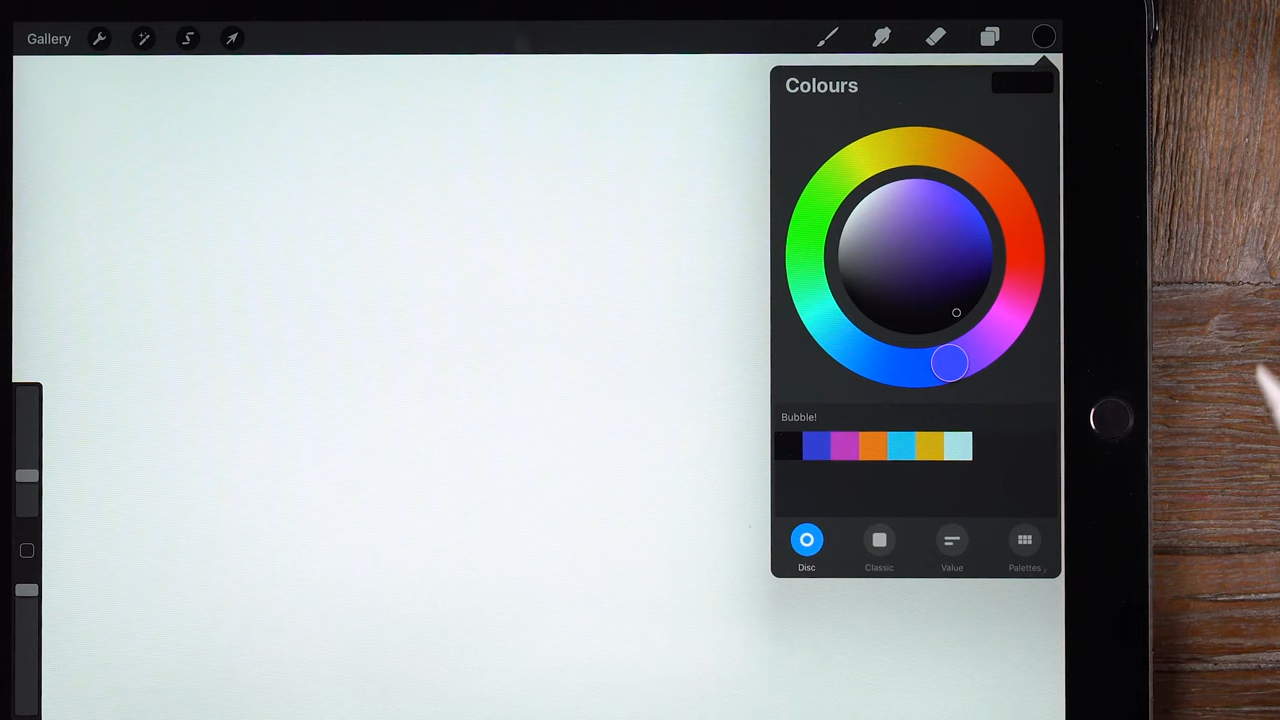 Gallery
Colours
Bubble!
Disc
Classic
Value
Palettes